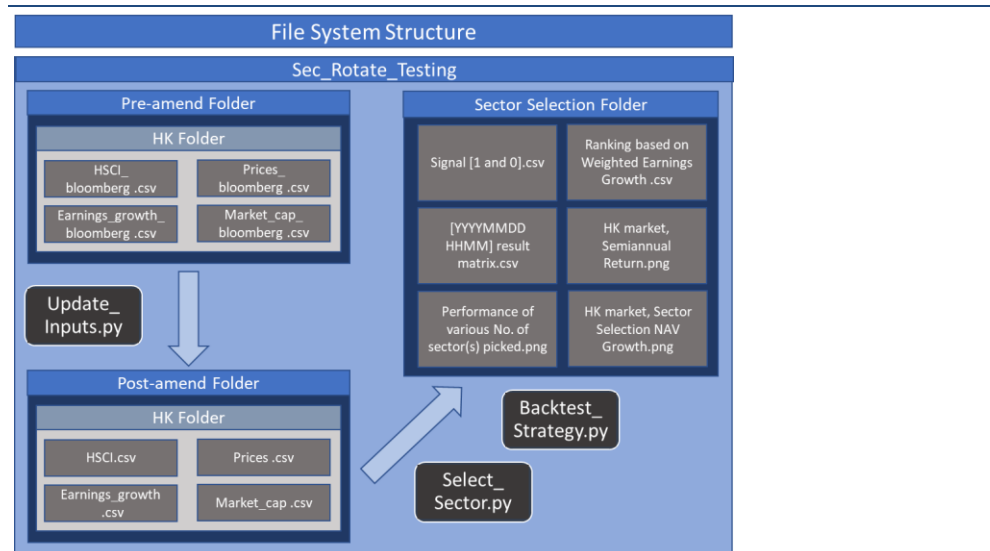 File System Structure
Sec_Rotate_Testing
Pre-amend Folder
HK Folder
HSCI_
bloomberg .csv
Prices_
bloomberg .csv
Earnings_growth_
bloomberg .csv
Market_cap_
bloomberg .csv
Update_
Inputs.py
Post-amend Folder
HK Folder
HSCI.csv
Prices .csv
Earnings_growth
.csv
Market_cap .csv
Sector Selection Folder
Signal [1 and 0].csv
Ranking based on
Weighted Earnings
Growth .csv
[YYYYMMDD
HHMM] result
matrix.csv
HK market,
Semiannual
Return.png
Performance of
various No. of
sector(s) picked.png
HK market, Sector
Selection NAV
Growth.png
Backtest_
Strategy.py
Select_
Sector.py